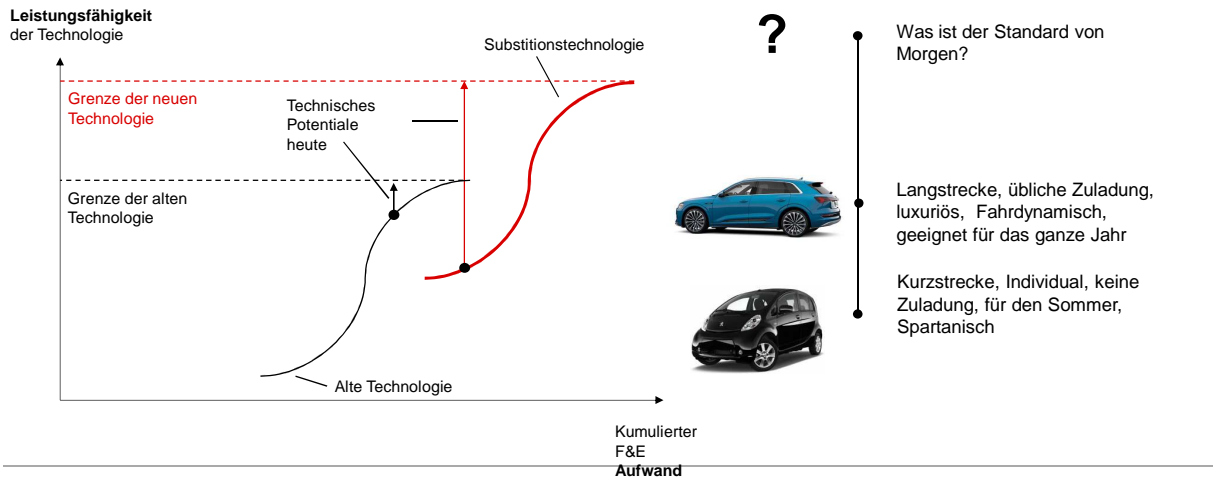 Leistungsfähigkeit
der Technologie
Substitionstechnologie
?
Was ist der Standard von
Morgen?
Grenze der neuen
Technologie
Technisches
Potentiale
heute
Grenze der alten
Technologie
Langstrecke, übliche Zuladung,
luxuriös, Fahrdynamisch,
geeignet für das ganze Jahr
Kurzstrecke, Individual, keine
Zuladung, für den Sommer,
Spartanisch
Alte Technologie
Kumulierter
F&E
Aufwand